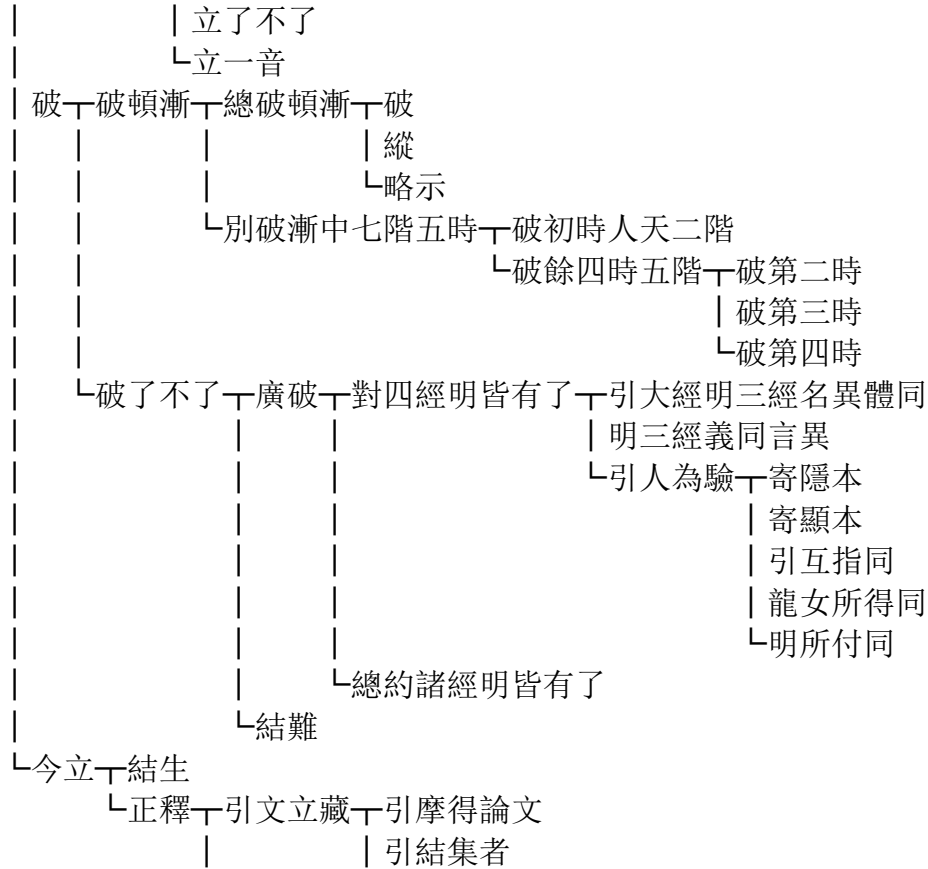 │         │立了不了
│         └立一音
│破┬破頓漸┬總破頓漸┬破
│  │      │        │縱
│  │      │        └略示
│  │      └別破漸中七階五時┬破初時人天二階
│  │                        └破餘四時五階┬破第二時
│  │                                      │破第三時
│  │                                      └破第四時
│  └破了不了┬廣破┬對四經明皆有了┬引大經明三經名異體同
│            │    │              │明三經義同言異
│            │    │              └引人為驗┬寄隱本
│            │    │                        │寄顯本
│            │    │                        │引互指同
│            │    │                        │龍女所得同
│            │    │                        └明所付同
│            │    └總約諸經明皆有了
│            └結難
└今立┬結生
      └正釋┬引文立藏┬引摩得論文
            │        │引結集者